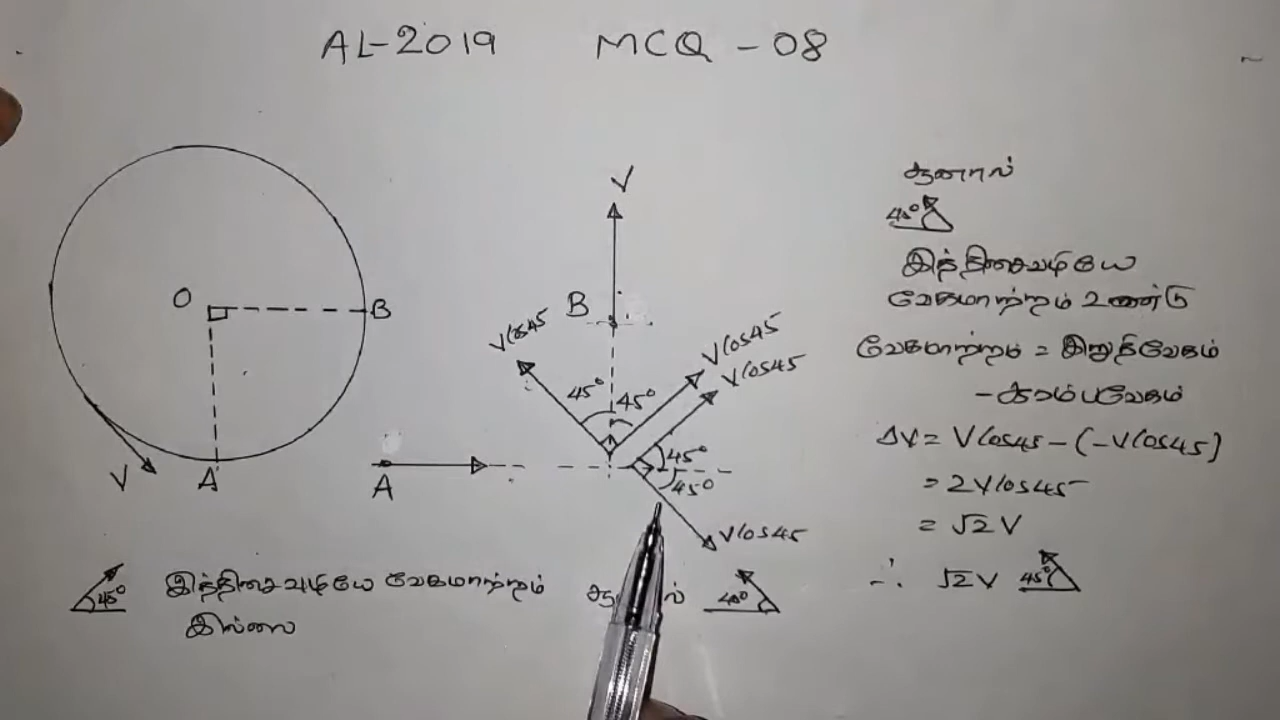 AL-2019 MCQ - 08
O
B
A
V
V
B
A
VCos45
45°
45°
VCos45
VCos45
45°
45°
VCos45
இத்திசைவழியே வேகமாற்றம்
இல்லை
45°
45°
ஆனால்
45°
இத்திசைவழியே
வேகமாற்றம் உண்டு
வேகமாற்றம் = இறுதிவேகம்
- ஆரம்பவேகம்
ΔV = VCos45 - (-VCos45)
= 2VCos45
= √2 V
∴ √2 V 45°